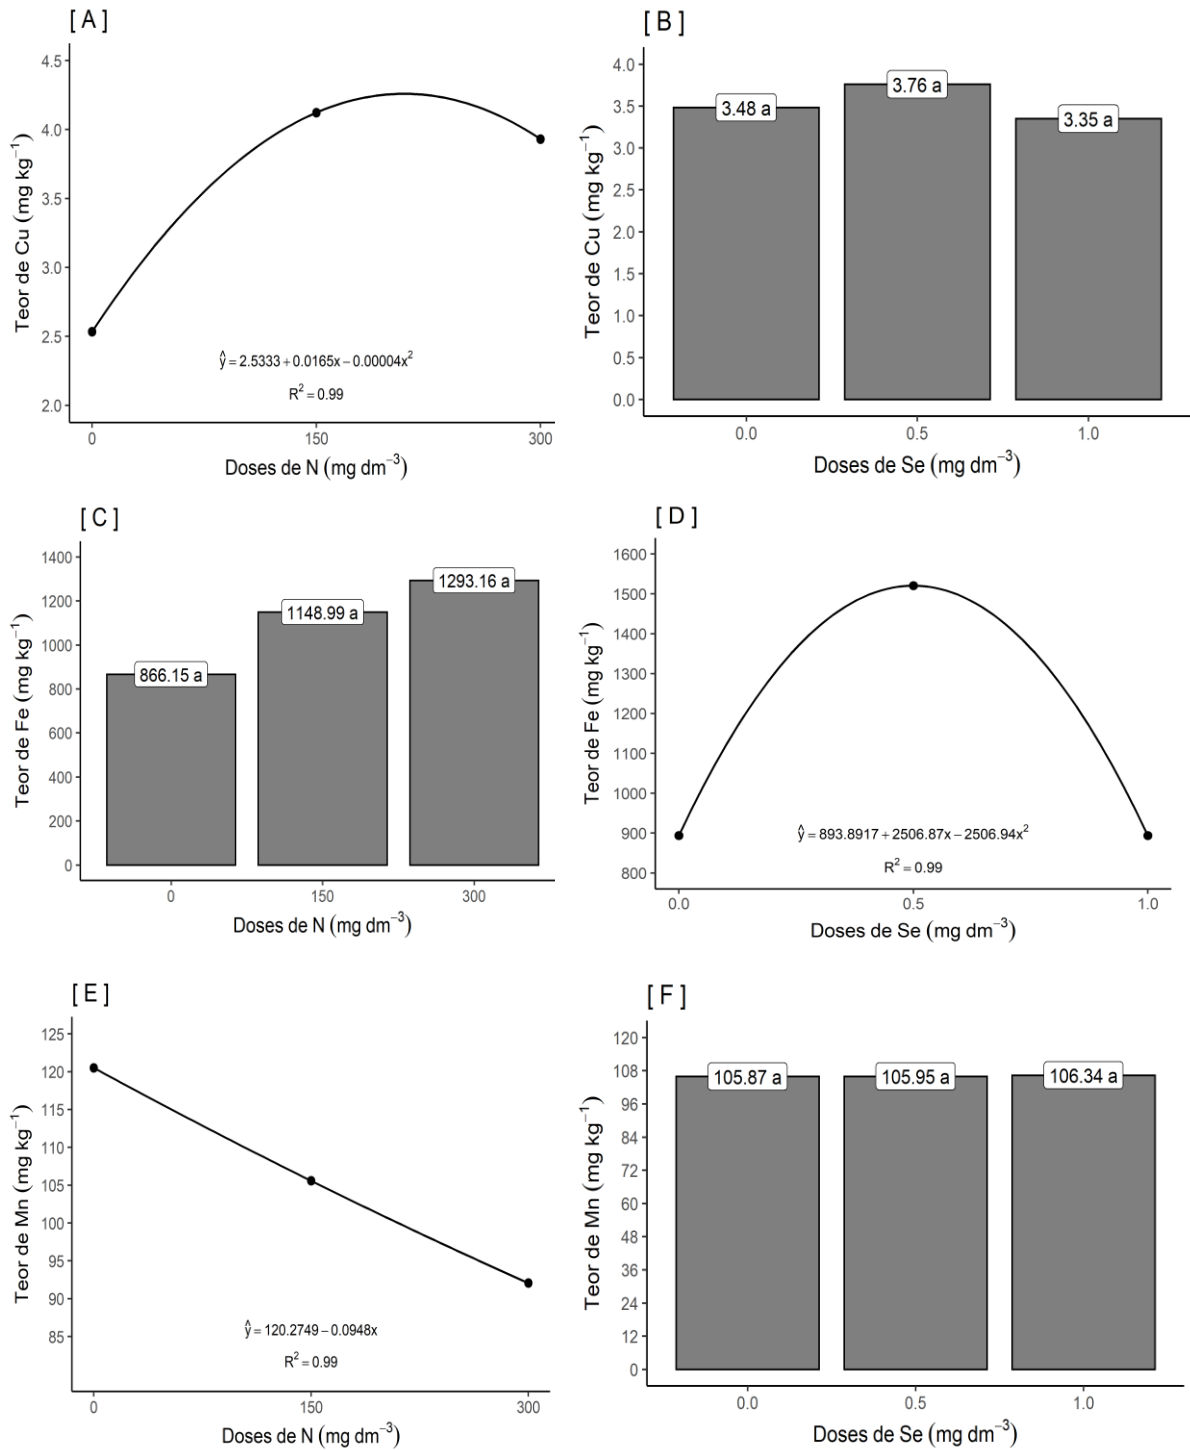 [ A ]
Teor de Cu (mg kg⁻¹)
4.5
4.0
3.5
3.0
2.5
2.0
ŷ = 2.5333 + 0.0165x − 0.00004x²
R² = 0.99
0 150 300
Doses de N (mg dm⁻³)
[ B ]
Teor de Cu (mg kg⁻¹)
4.0
3.5
3.0
2.5
2.0
1.5
1.0
0.5
0.0
3.48 a 3.76 a 3.35 a
0.0 0.5 1.0
Doses de Se (mg dm⁻³)
[ C ]
Teor de Fe (mg kg⁻¹)
1400
1200
1000
800
600
400
200
0
866.15 a 1148.99 a 1293.16 a
0 150 300
Doses de N (mg dm⁻³)
[ D ]
Teor de Fe (mg kg⁻¹)
1600
1500
1400
1300
1200
1100
1000
900
800
ŷ = 893.8917 + 2506.87x − 2506.94x²
R² = 0.99
0.0 0.5 1.0
Doses de Se (mg dm⁻³)
[ E ]
Teor de Mn (mg kg⁻¹)
125
120
115
110
105
100
95
90
85
ŷ = 120.2749 − 0.0948x
R² = 0.99
0 150 300
Doses de N (mg dm⁻³)
[ F ]
Teor de Mn (mg kg⁻¹)
120
108
96
84
72
60
48
36
24
12
0
105.87 a 105.95 a 106.34 a
0.0 0.5 1.0
Doses de Se (mg dm⁻³)